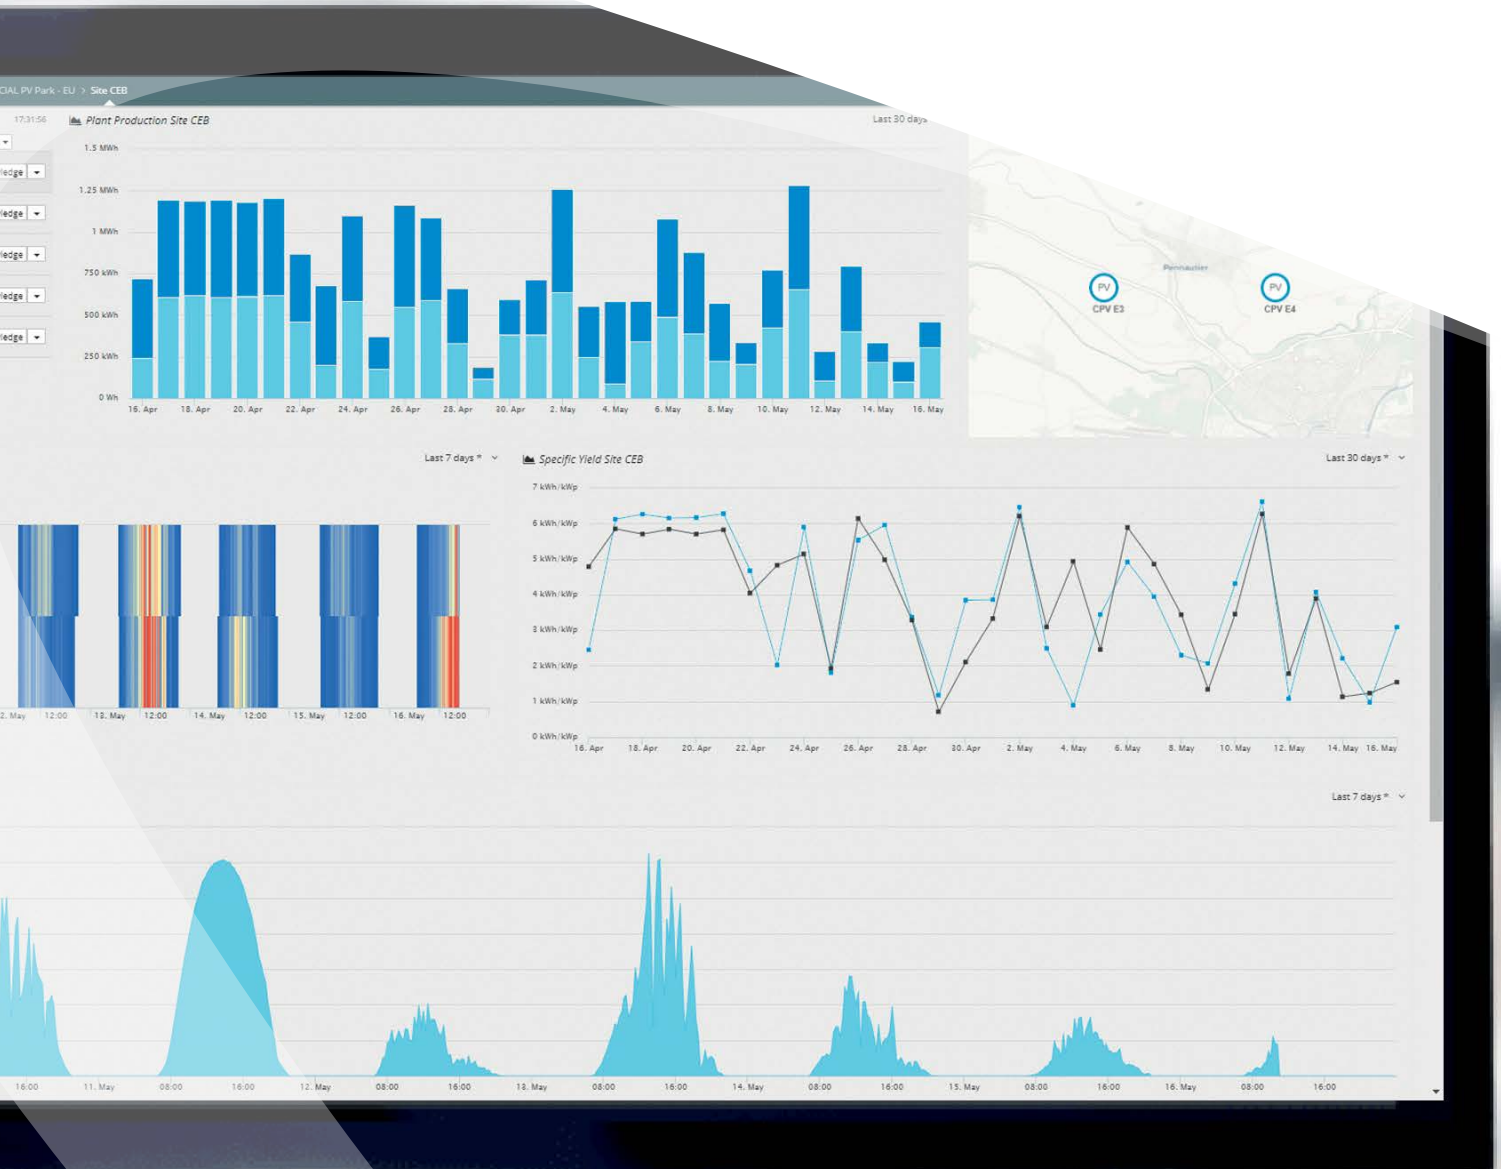 CIAL PV Park - EU > Site CEB
17:31:56
Plant Production Site CEB
Last 30 days
ledge
ledge
ledge
ledge
ledge
1.5 MWh
1.25 MWh
1 MWh
750 kWh
500 kWh
250 kWh
0 Wh
16. Apr 18. Apr 20. Apr 22. Apr 24. Apr 26. Apr 28. Apr 30. Apr 2. May 4. May 6. May 8. May 10. May 12. May 14. May 16. May
Pennautier
PV
CPV E3
PV
CPV E4
Last 7 days *
2. May 12:00 13. May 12:00 14. May 12:00 15. May 12:00 16. May 12:00
Specific Yield Site CEB
Last 30 days *
7 kWh/kWp
6 kWh/kWp
5 kWh/kWp
4 kWh/kWp
3 kWh/kWp
2 kWh/kWp
1 kWh/kWp
0 kWh/kWp
16. Apr 18. Apr 20. Apr 22. Apr 24. Apr 26. Apr 28. Apr 30. Apr 2. May 4. May 6. May 8. May 10. May 12. May 14. May 16. May
Last 7 days *
16:00 11. May 08:00 16:00 12. May 08:00 16:00 13. May 08:00 16:00 14. May 08:00 16:00 15. May 08:00 16:00 16. May 08:00 16:00